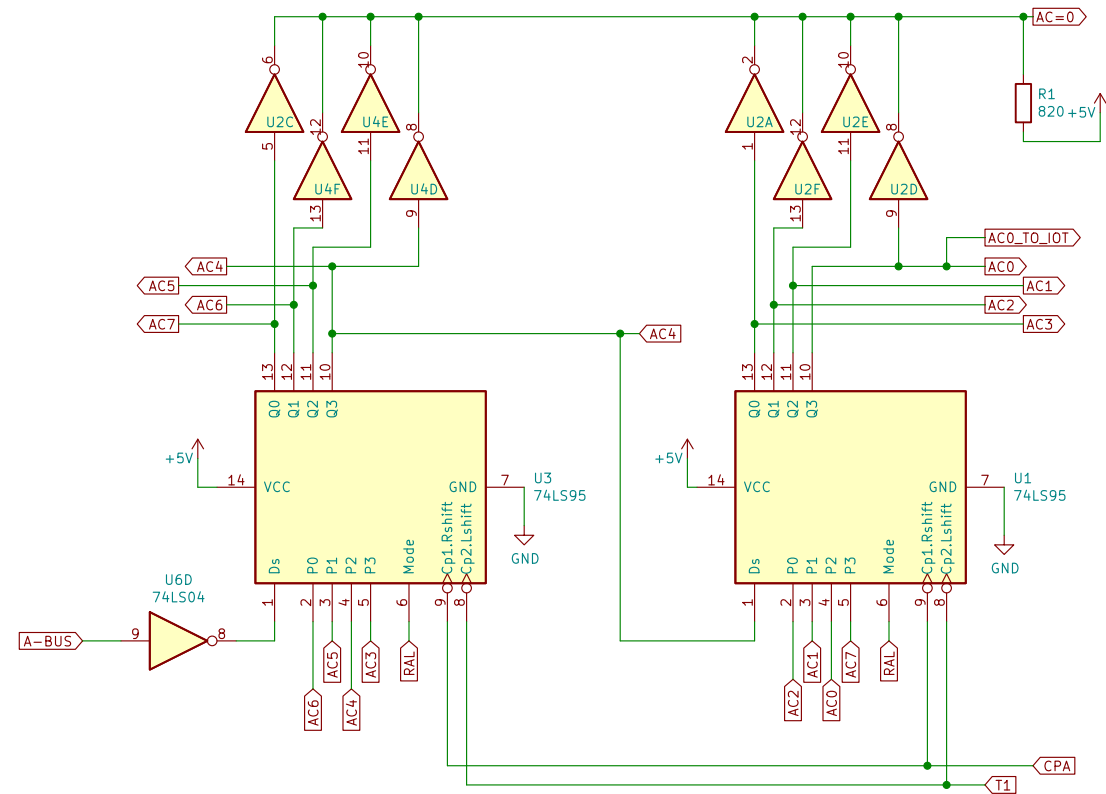 AC=0
6
10
2
10
R1
820
+5V
U2C
12
U4E
8
U2A
12
U2E
8
5
11
1
11
U4F
U4D
U2F
U2D
13
9
13
9
AC0_TO_IOT
AC4
AC0
AC5
AC1
AC6
AC2
AC7
AC3
AC4
13
12
11
10
13
12
11
10
Q0
Q1
Q2
Q3
Q0
Q1
Q2
Q3
+5V
14
VCC
GND
7
U3
74LS95
+5V
14
VCC
GND
7
U1
74LS95
GND
GND
Ds
P0
P1
P2
P3
Mode
Cp1.Rshift
Cp2.Lshift
Ds
P0
P1
P2
P3
Mode
Cp1.Rshift
Cp2.Lshift
U6D
74LS04
1
2
3
4
5
6
9
8
1
2
3
4
5
6
9
8
A-BUS
9
8
AC6
AC5
AC4
AC3
RAL
AC2
AC1
AC0
AC7
RAL
CPA
T1